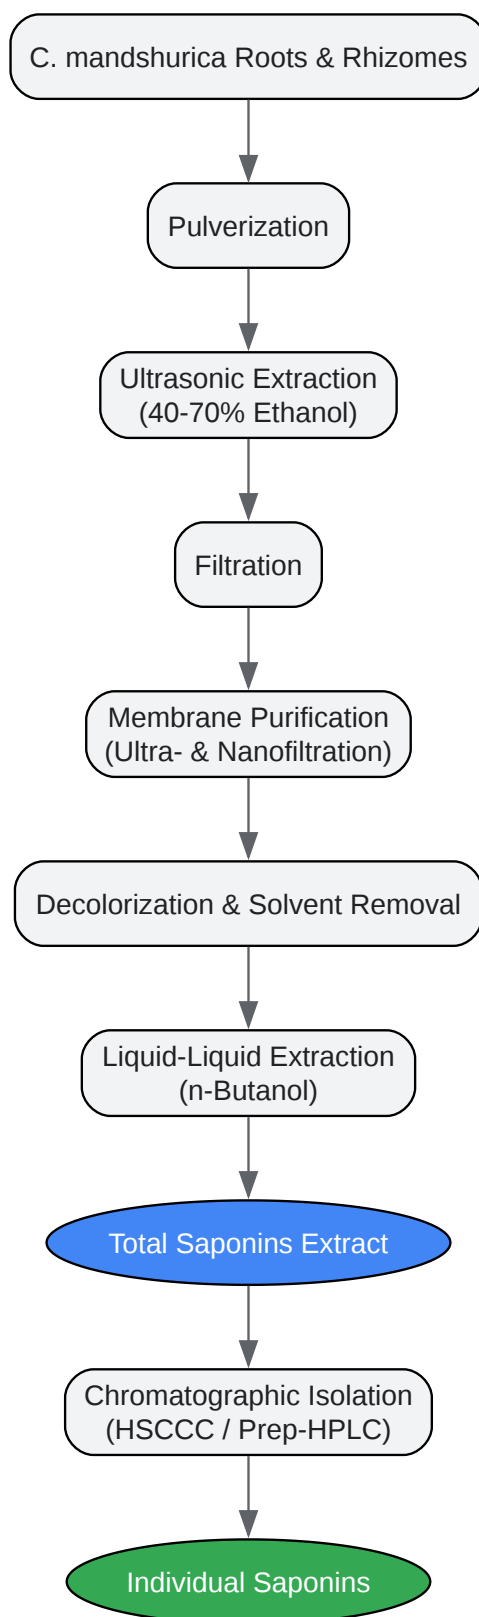 C. mandshurica Roots & Rhizomes
Pulverization
Ultrasonic Extraction
(40-70% Ethanol)
Filtration
Membrane Purification
(Ultra- & Nanofiltration)
Decolorization & Solvent Removal
Liquid-Liquid Extraction
(n-Butanol)
Total Saponins Extract
Chromatographic Isolation
(HSCCC / Prep-HPLC)
Individual Saponins